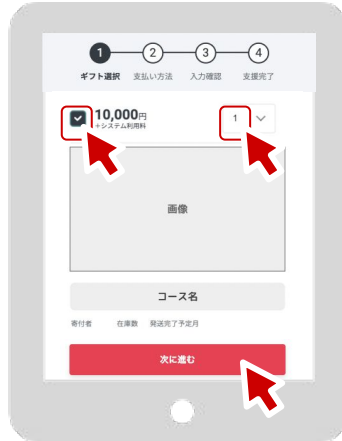 1 2 3 4
ギフト選択 支払い方法 入力確認 支援完了
10,000円 1
+システム利用料
画像
コース名
寄付者 在庫数 発送完了予定月
次に進む